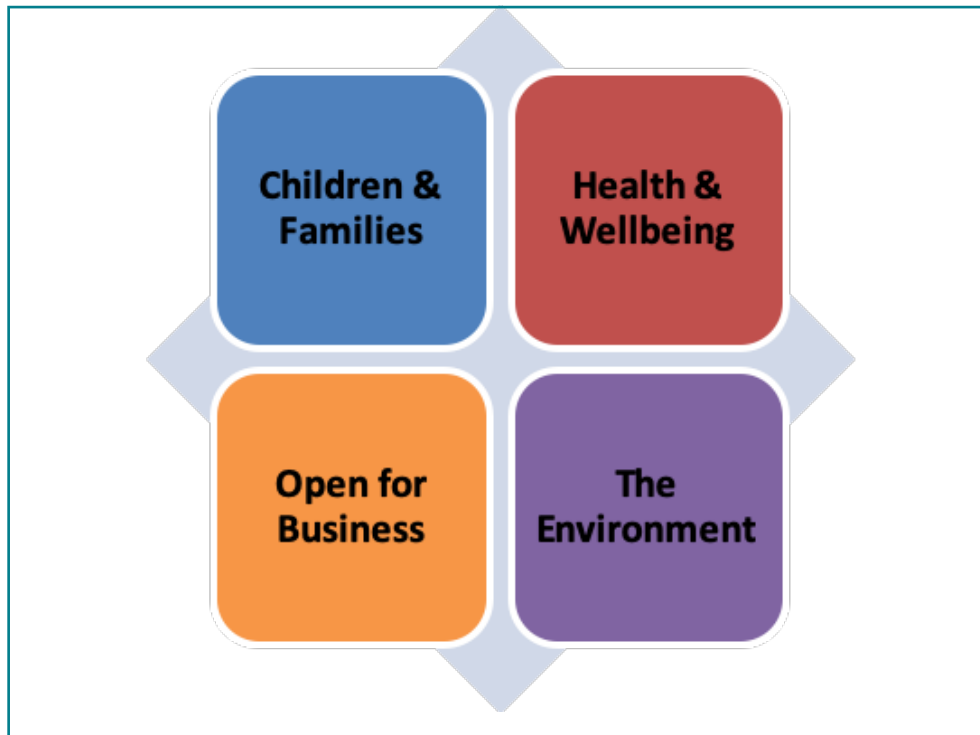 Children &
Families
Health &
Wellbeing
Open for
Business
The
Environment